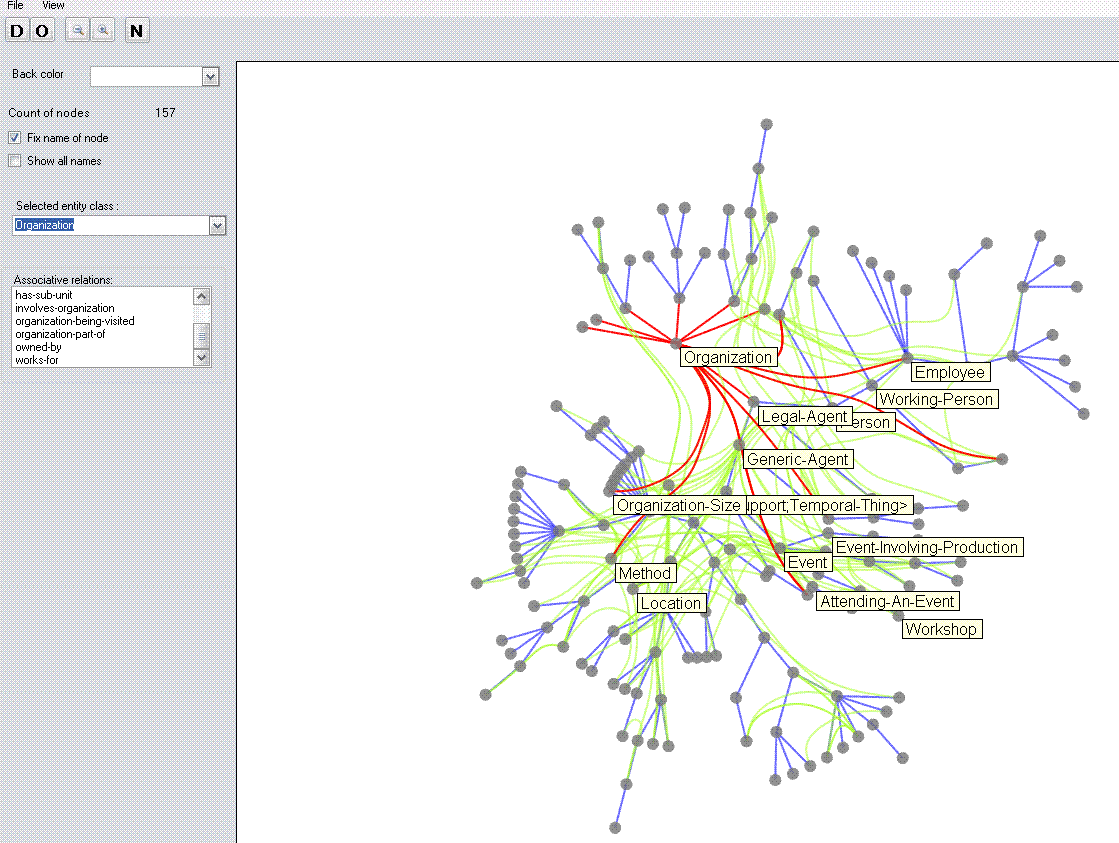 File View
D O N
Back color
Count of nodes 157
Fix name of node
Show all names
Selected entity class :
Organization
Associative relations:
has-sub-unit
involves-organization
organization-being-visited
organization-part-of
owned-by
works-for
Organization
Employee
Working-Person
Legal-Agent
Generic-Agent
Organization-Size
Temporal-Thing>
Event-Involving-Production
Event
Method
Attending-An-Event
Location
Workshop